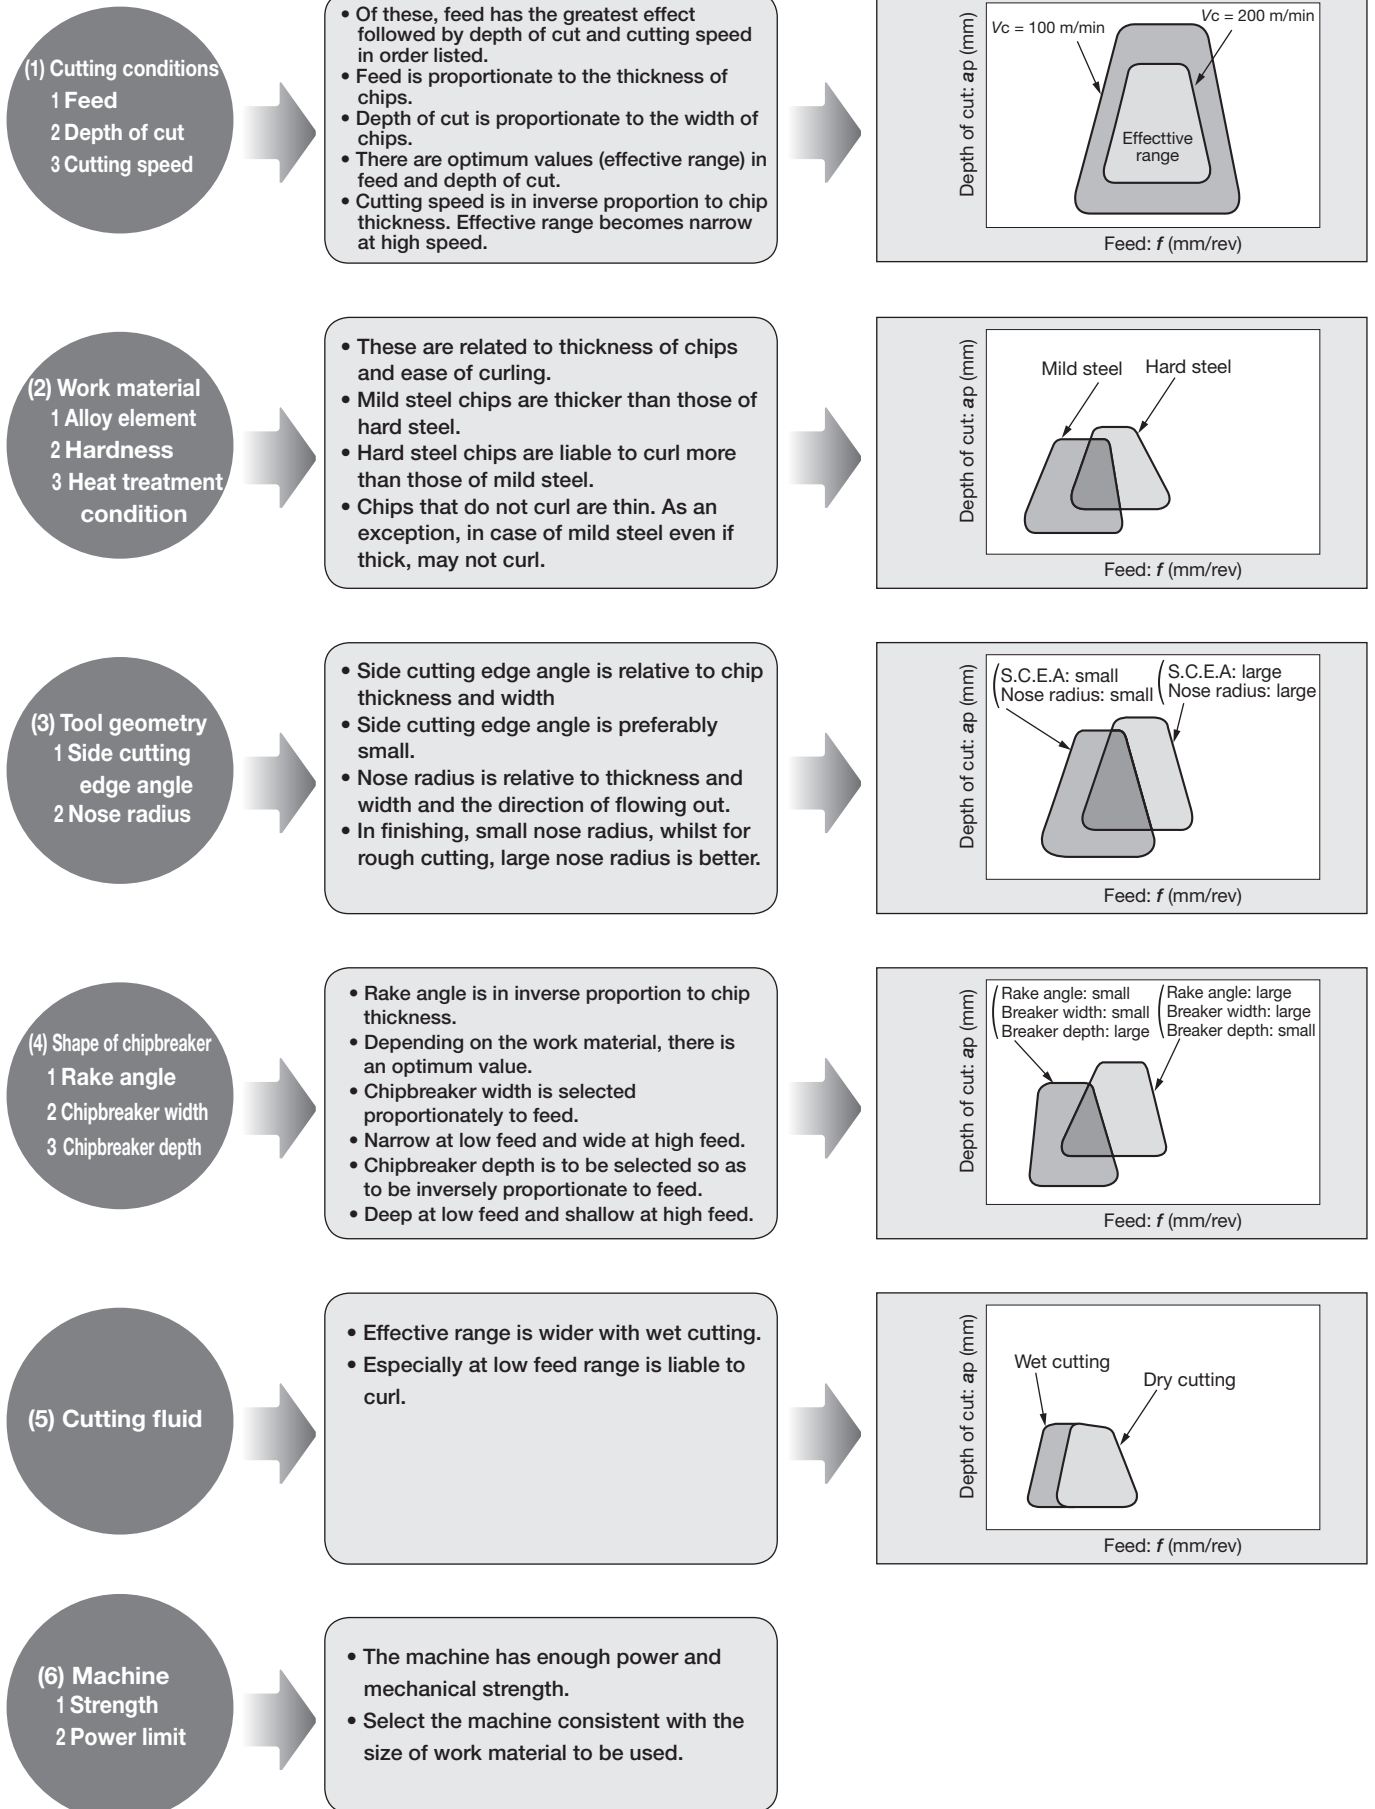 (1) Cutting conditions
1 Feed
2 Depth of cut
3 Cutting speed
• Of these, feed has the greatest effect
followed by depth of cut and cutting speed
in order listed.
• Feed is proportionate to the thickness of
chips.
• Depth of cut is proportionate to the width of
chips.
• There are optimum values (effective range) in
feed and depth of cut.
• Cutting speed is in inverse proportion to chip
thickness. Effective range becomes narrow
at high speed.
Depth of cut: ap (mm)
Vc = 100 m/min
Vc = 200 m/min
Effecttive
range
Feed: f (mm/rev)
(2) Work material
1 Alloy element
2 Hardness
3 Heat treatment
condition
• These are related to thickness of chips
and ease of curling.
• Mild steel chips are thicker than those of
hard steel.
• Hard steel chips are liable to curl more
than those of mild steel.
• Chips that do not curl are thin. As an
exception, in case of mild steel even if
thick, may not curl.
Depth of cut: ap (mm)
Mild steel
Hard steel
Feed: f (mm/rev)
(3) Tool geometry
1 Side cutting
edge angle
2 Nose radius
• Side cutting edge angle is relative to chip
thickness and width
• Side cutting edge angle is preferably
small.
• Nose radius is relative to thickness and
width and the direction of flowing out.
• In finishing, small nose radius, whilst for
rough cutting, large nose radius is better.
Depth of cut: ap (mm)
(S.C.E.A: small
Nose radius: small
(S.C.E.A: large
Nose radius: large
Feed: f (mm/rev)
(4) Shape of chipbreaker
1 Rake angle
2 Chipbreaker width
3 Chipbreaker depth
• Rake angle is in inverse proportion to chip
thickness.
• Depending on the work material, there is
an optimum value.
• Chipbreaker width is selected
proportionately to feed.
• Narrow at low feed and wide at high feed.
• Chipbreaker depth is to be selected so as
to be inversely proportionate to feed.
• Deep at low feed and shallow at high feed.
Depth of cut: ap (mm)
(Rake angle: small
Breaker width: small
Breaker depth: large
(Rake angle: large
Breaker width: large
Breaker depth: small
Feed: f (mm/rev)
(5) Cutting fluid
• Effective range is wider with wet cutting.
• Especially at low feed range is liable to
curl.
Depth of cut: ap (mm)
Wet cutting
Dry cutting
Feed: f (mm/rev)
(6) Machine
1 Strength
2 Power limit
• The machine has enough power and
mechanical strength.
• Select the machine consistent with the
size of work material to be used.